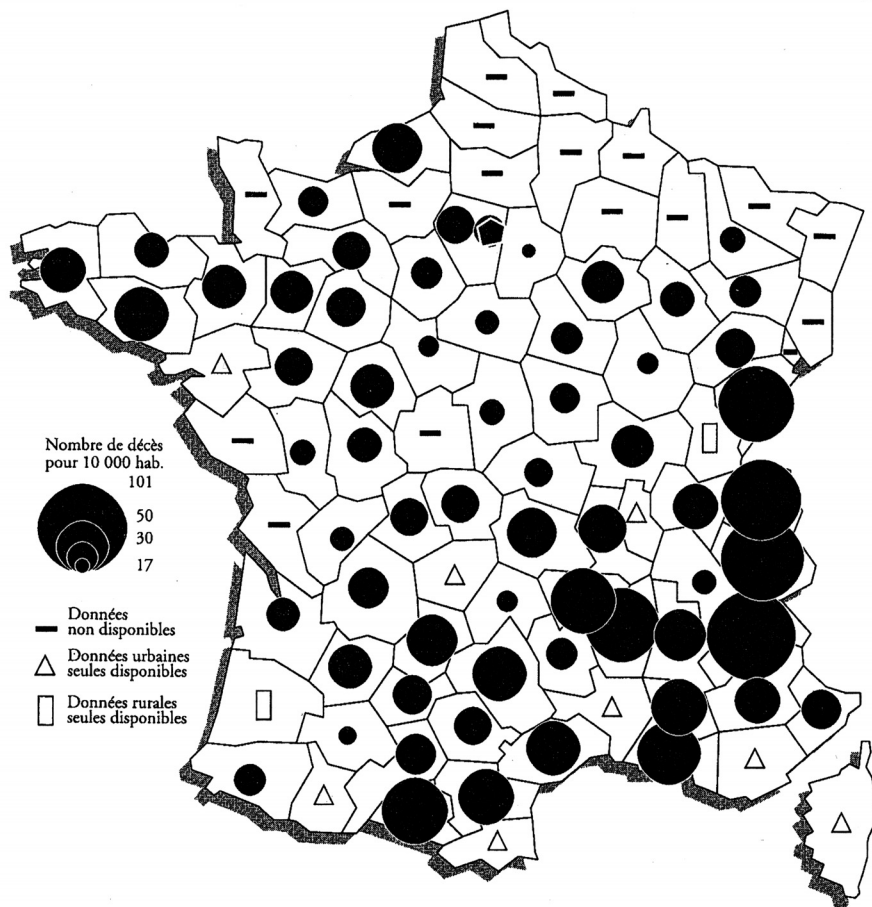 Nombre de décès
pour 10 000 hab.
101
50
30
17
Données
non disponibles
Données urbaines
seules disponibles
Données rurales
seules disponibles